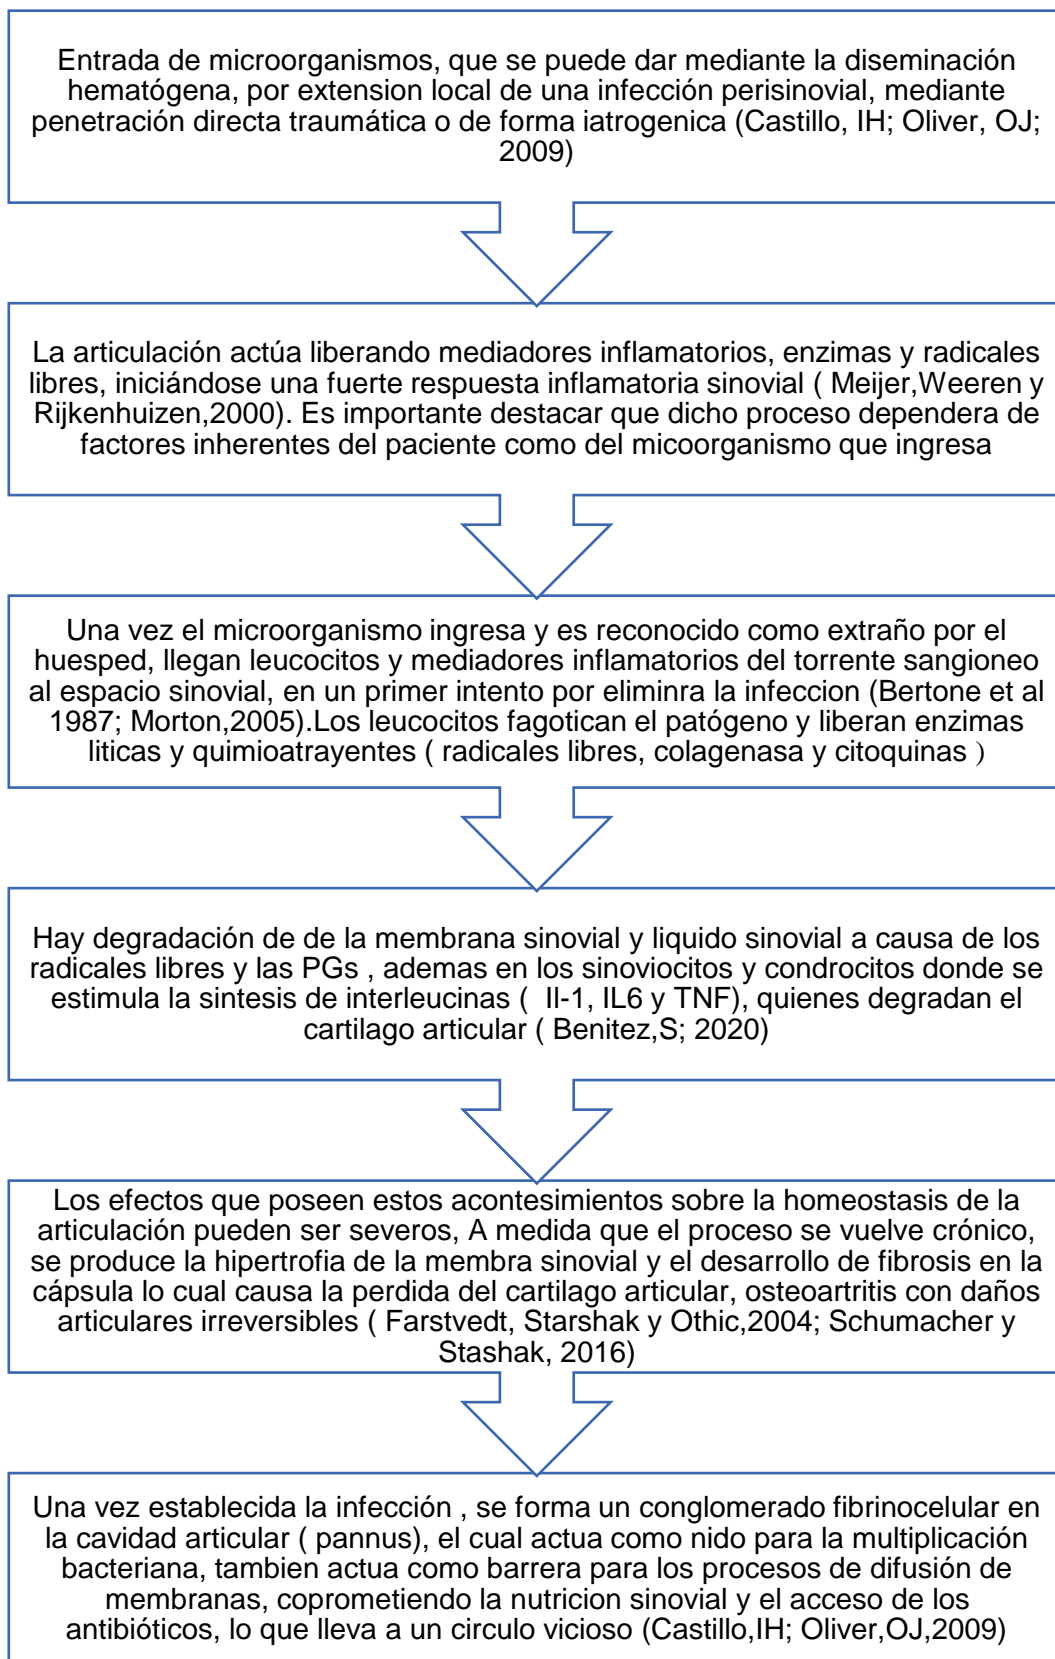 Entrada de microorganismos, que se puede dar mediante la diseminación
hematógena, por extension local de una infección perisinovial, mediante
penetración directa traumática o de forma iatrogenica (Castillo, IH; Oliver, OJ;
2009)
La articulación actúa liberando mediadores inflamatorios, enzimas y radicales
libres, iniciándose una fuerte respuesta inflamatoria sinovial ( Meijer,Weeren y
Rijkenhuizen,2000). Es importante destacar que dicho proceso dependera de
factores inherentes del paciente como del micoorganismo que ingresa
Una vez el microorganismo ingresa y es reconocido como extraño por el
huesped, llegan leucocitos y mediadores inflamatorios del torrente sangioneo
al espacio sinovial, en un primer intento por eliminra la infeccion (Bertone et al
1987; Morton,2005).Los leucocitos fagotican el patógeno y liberan enzimas
liticas y quimioatrayentes ( radicales libres, colagenasa y citoquinas )
Hay degradación de de la membrana sinovial y liquido sinovial a causa de los
radicales libres y las PGs , ademas en los sinoviocitos y condrocitos donde se
estimula la sintesis de interleucinas ( Il-1, IL6 y TNF), quienes degradan el
cartilago articular ( Benitez,S; 2020)
Los efectos que poseen estos acontesimientos sobre la homeostasis de la
articulación pueden ser severos, A medida que el proceso se vuelve crónico,
se produce la hipertrofia de la membra sinovial y el desarrollo de fibrosis en la
cápsula lo cual causa la perdida del cartilago articular, osteoartritis con daños
articulares irreversibles ( Farstvedt, Starshak y Othic,2004; Schumacher y
Stashak, 2016)
Una vez establecida la infección , se forma un conglomerado fibrinocelular en
la cavidad articular ( pannus), el cual actua como nido para la multiplicación
bacteriana, tambien actua como barrera para los procesos de difusión de
membranas, coprometiendo la nutricion sinovial y el acceso de los
antibióticos, lo que lleva a un circulo vicioso (Castillo,IH; Oliver,OJ,2009)